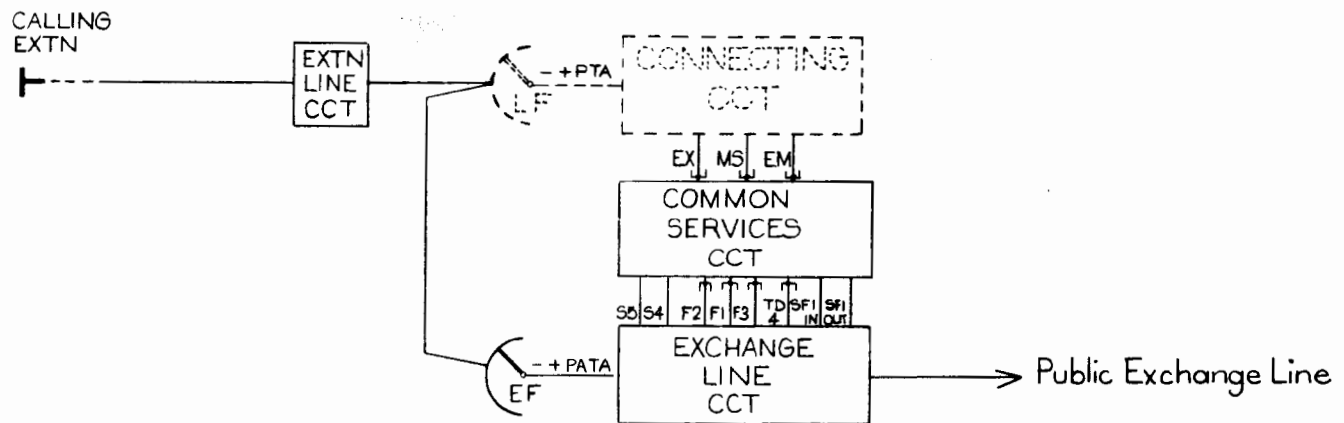 CALLING
EXTN
EXTN
LINE
CCT
LF
- + PTA
CONNECTING
CCT
EX MS EM
COMMON
SERVICES
CCT
S5 S4 F2 F1 F3 TD
4 SF1
IN SF1
OUT
EF
- + PATA
EXCHANGE
LINE
CCT
Public Exchange Line